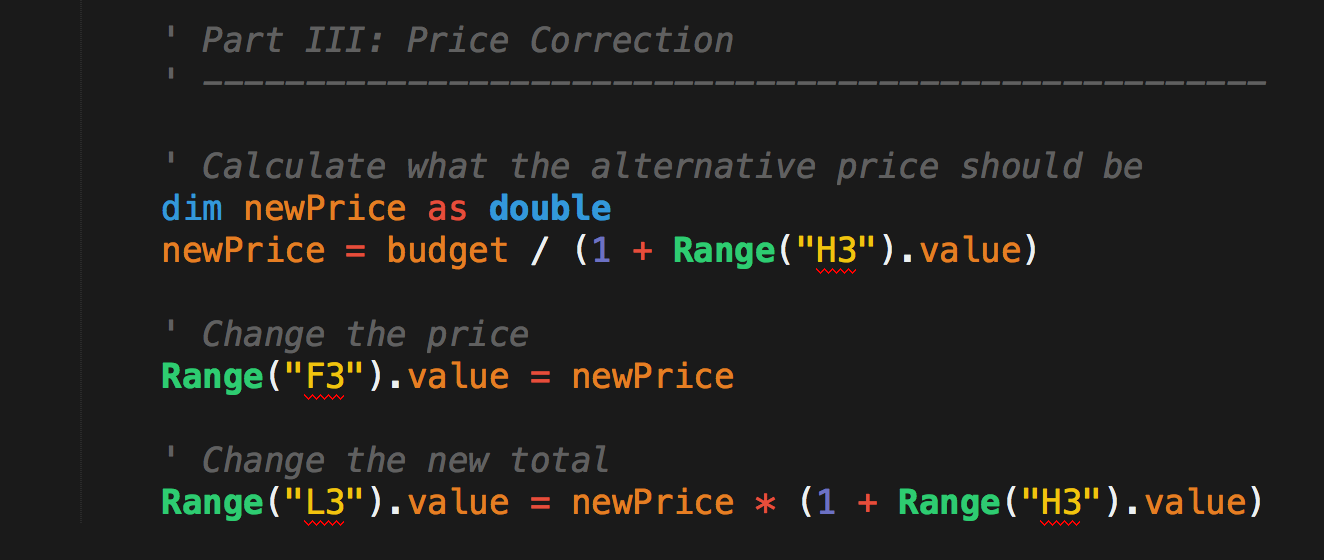 ' Part III: Price Correction
' ----------------------------------------------------
' Calculate what the alternative price should be
dim newPrice as double
newPrice = budget / (1 + Range("H3").value)
' Change the price
Range("F3").value = newPrice
' Change the new total
Range("L3").value = newPrice * (1 + Range("H3").value)